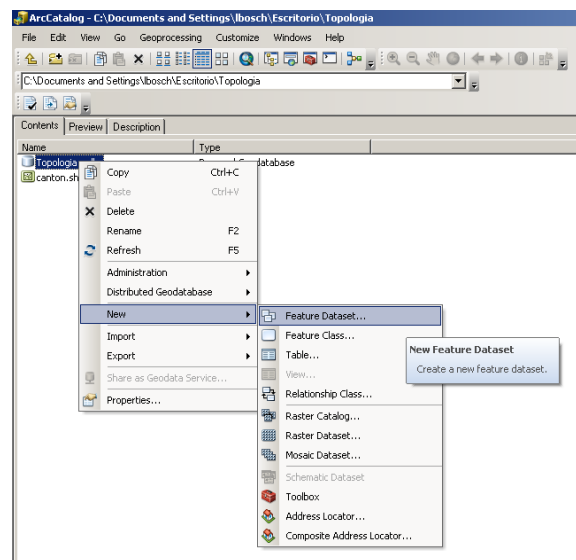 ArcCatalog - C:\Documents and Settings\lbosch\Escritorio\Topologia
File Edit View Go Geoprocessing Customize Windows Help
C:\Documents and Settings\lbosch\Escritorio\Topologia
Contents Preview Description
Name Type
Topologia
canton.sh
Copy Ctrl+C
Paste Ctrl+V
Delete
Rename F2
Refresh F5
Administration
Distributed Geodatabase
New
Import
Export
Share as Geodata Service...
Properties...
Feature Dataset...
Feature Class...
Table...
View...
Relationship Class...
Raster Catalog...
Raster Dataset...
Mosaic Dataset...
Schematic Dataset
Toolbox
Address Locator...
Composite Address Locator...
New Feature Dataset
Create a new feature dataset.